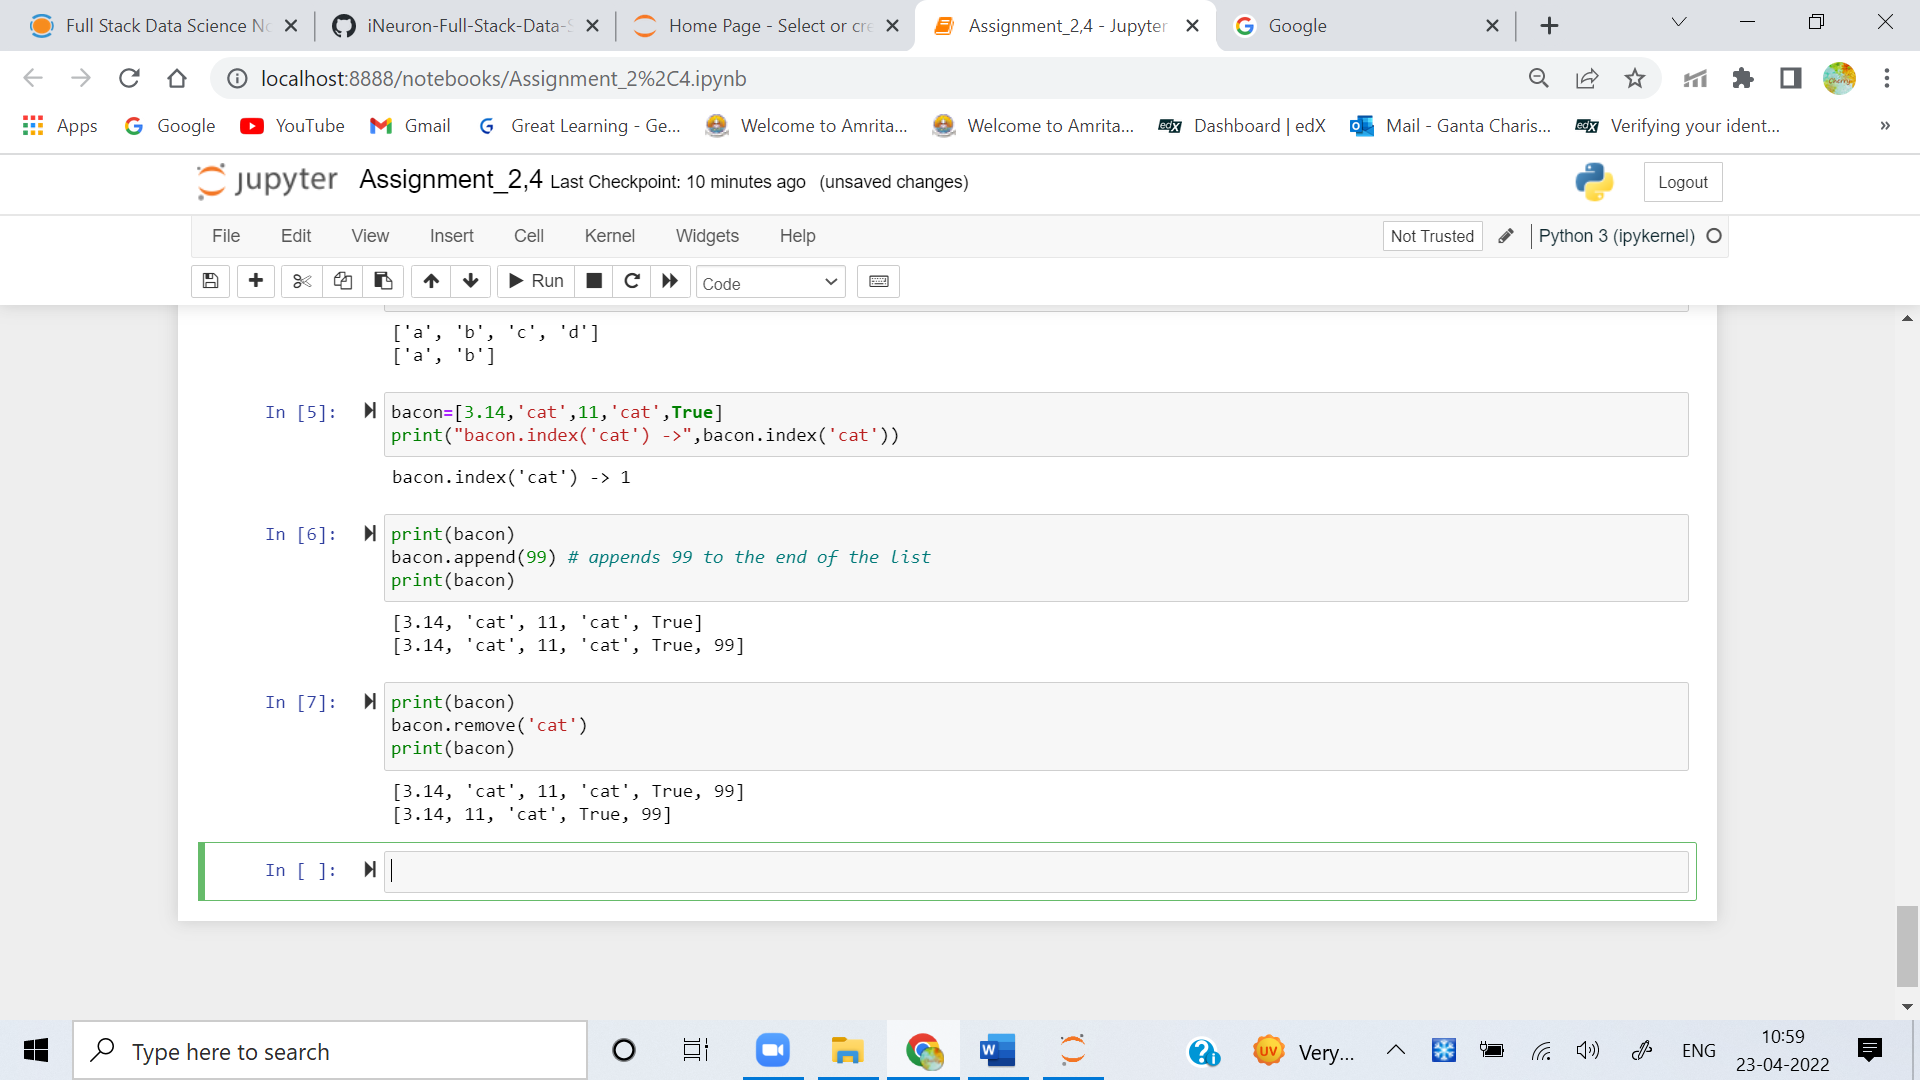 Full Stack Data Science No
iNeuron-Full-Stack-Data-S
Home Page - Select or cre
Assignment_2,4 - Jupyter
Google
localhost:8888/notebooks/Assignment_2%2C4.ipynb
Apps
Google
YouTube
Gmail
Great Learning - Ge...
Welcome to Amrita...
Welcome to Amrita...
Dashboard | edX
Mail - Ganta Charis...
Verifying your ident...
»
jupyter Assignment_2,4 Last Checkpoint: 10 minutes ago (unsaved changes)
Logout
File Edit View Insert Cell Kernel Widgets Help
Not Trusted
Python 3 (ipykernel)
Run
Code
['a', 'b', 'c', 'd']
['a', 'b']
In [5]:
bacon=[3.14,'cat',11,'cat',True]
print("bacon.index('cat') ->",bacon.index('cat'))
bacon.index('cat') -> 1
In [6]:
print(bacon)
bacon.append(99) # appends 99 to the end of the list
print(bacon)
[3.14, 'cat', 11, 'cat', True]
[3.14, 'cat', 11, 'cat', True, 99]
In [7]:
print(bacon)
bacon.remove('cat')
print(bacon)
[3.14, 'cat', 11, 'cat', True, 99]
[3.14, 11, 'cat', True, 99]
In [ ]:
Type here to search
UV
Very...
ENG
10:59
23-04-2022